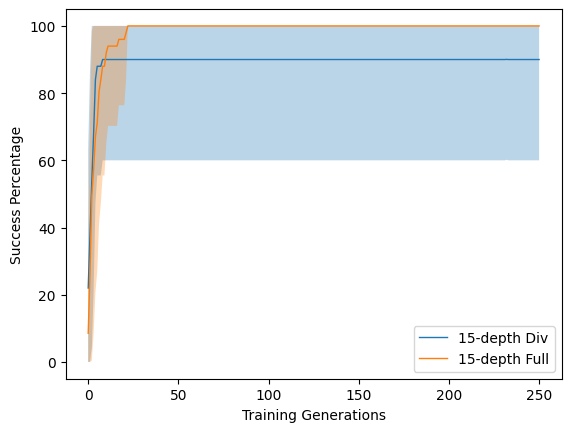 Success Percentage
100
80
60
40
20
0
0 50 100 150 200 250
Training Generations
15-depth Div
15-depth Full